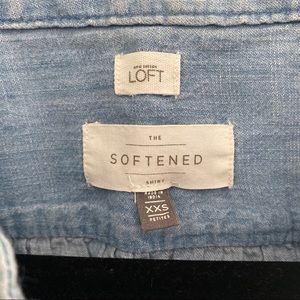 ann taylor
LOFT
THE
SOFTENED
SHIRT
MADE IN
INDIA
XXS
PETITES